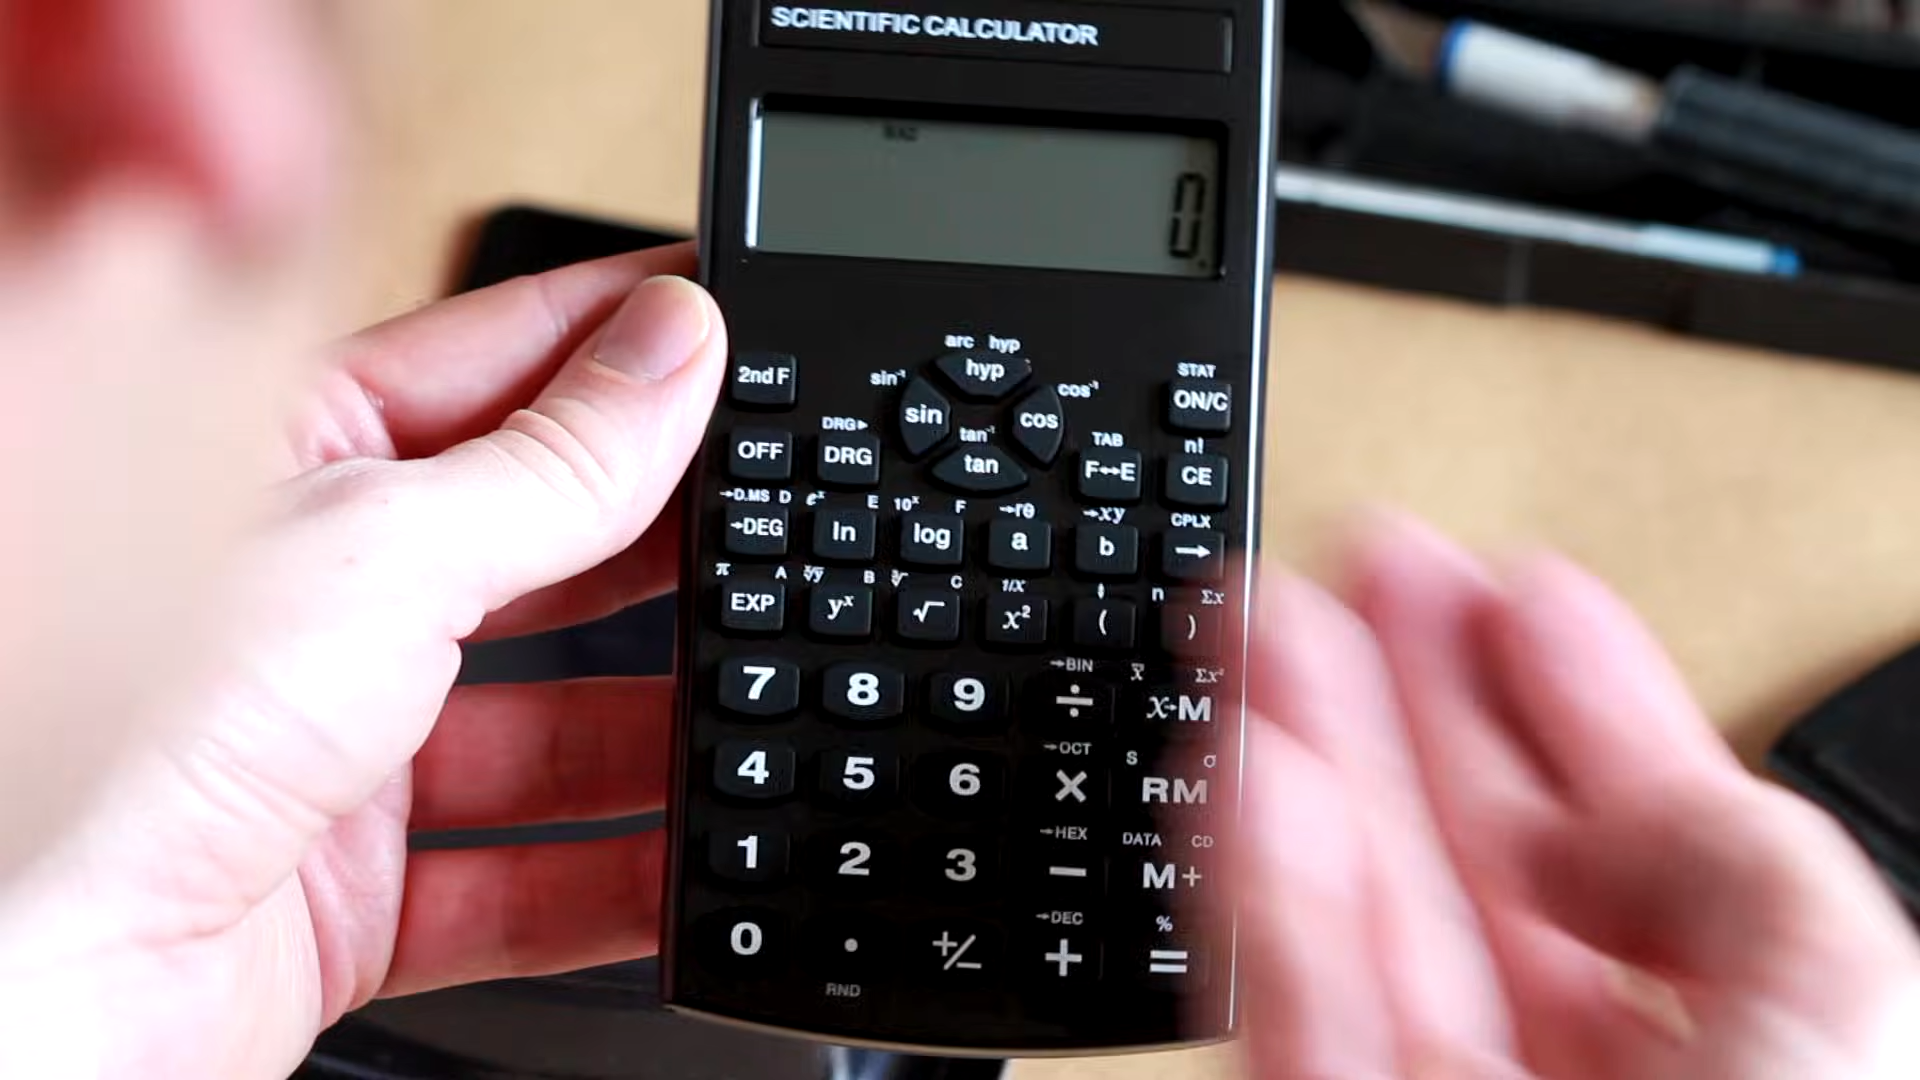 SCIENTIFIC CALCULATOR
0.
arc hyp
2nd F sin⁻¹ hyp cos⁻¹ STAT
sin cos ON/C
DRG▸ tan⁻¹ TAB n!
OFF DRG tan F↔E CE
→D.MS D eˣ E 10ˣ F →rθ →xy CPLX
→DEG ln log a b →
π A ˣ√y B ³√ C 1/x n Σx
EXP yˣ √ x² ( )
→BIN x̅ Σx²
7 8 9 ÷ X→M
→OCT S σ
4 5 6 × RM
→HEX DATA CD
1 2 3 − M+
→DEC %
0 . +/− + =
RND